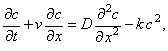 ∂c/∂t + v ∂c/∂x = D ∂²c/∂x² − kc²,